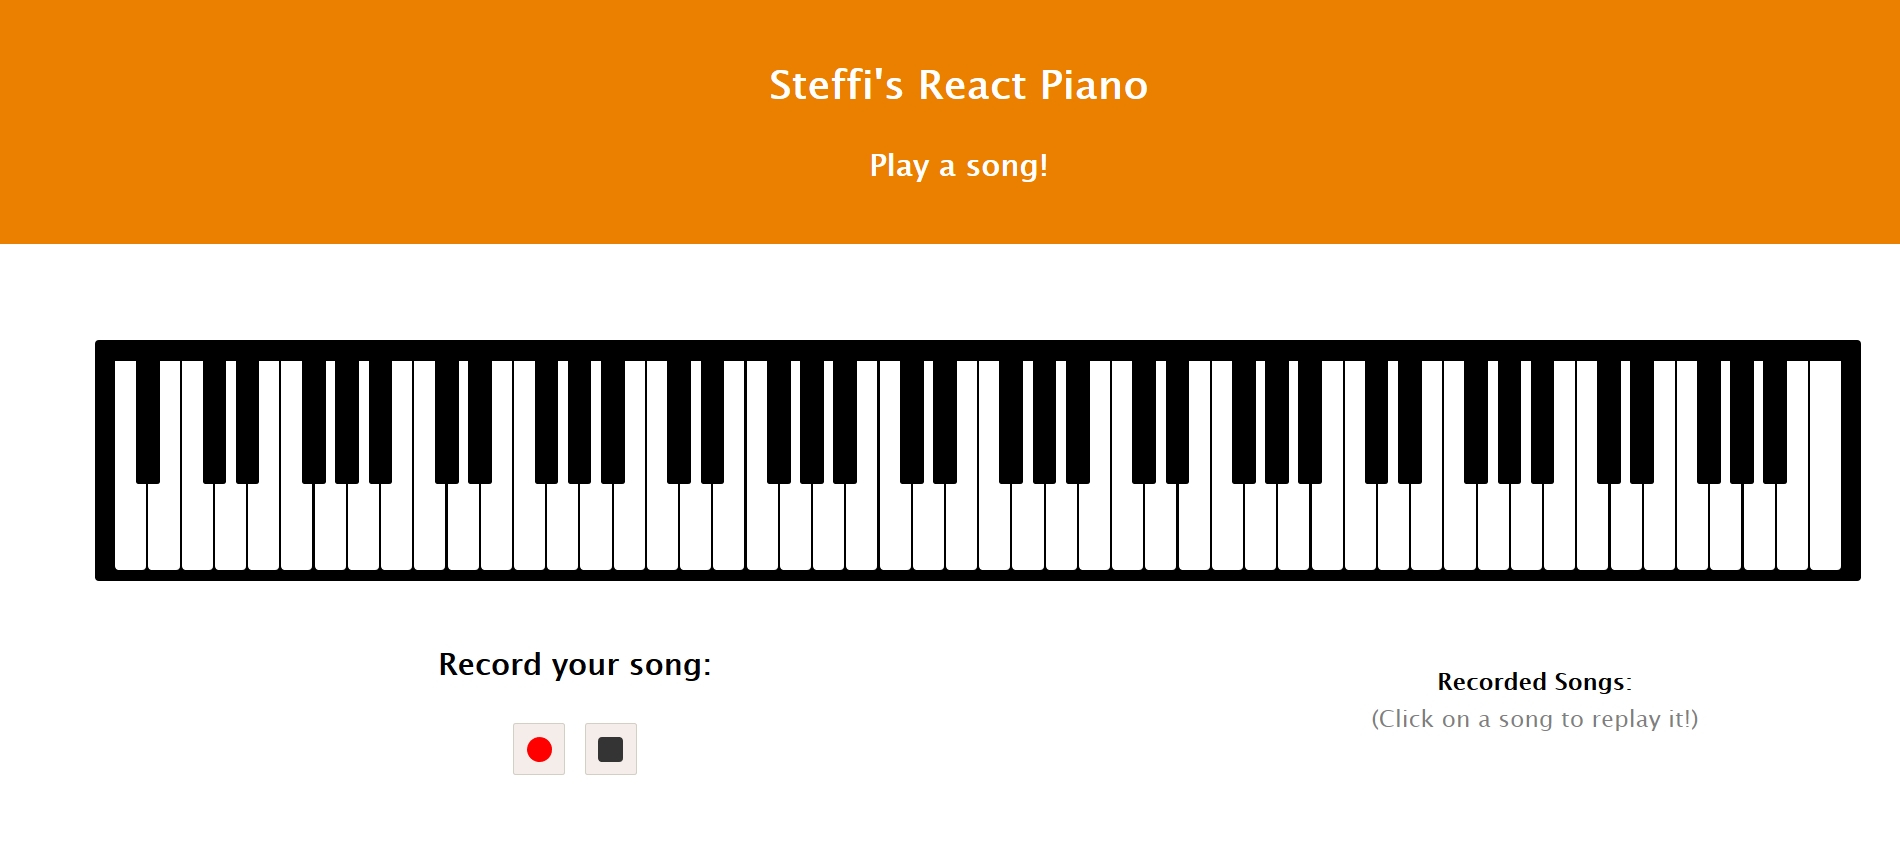 Steffi's React Piano
Play a song!
Record your song:
Recorded Songs:
(Click on a song to replay it!)